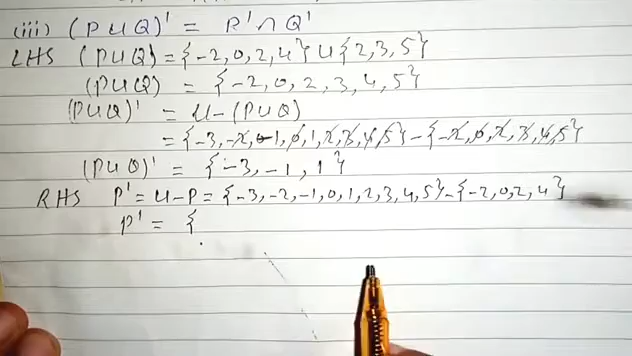 (iii) (P∪Q)' = P'∩Q'
LHS (P∪Q) = {-2,0,2,4}∪{2,3,5}
(P∪Q) = {-2,0,2,3,4,5}
(P∪Q)' = U-(P∪Q)
= {-3,-2,-1,0,1,2,3,4,5}-{-2,0,2,3,4,5}
(P∪Q)' = {-3,-1,1}
RHS P' = U-P = {-3,-2,-1,0,1,2,3,4,5}-{-2,0,2,4}
P' = {